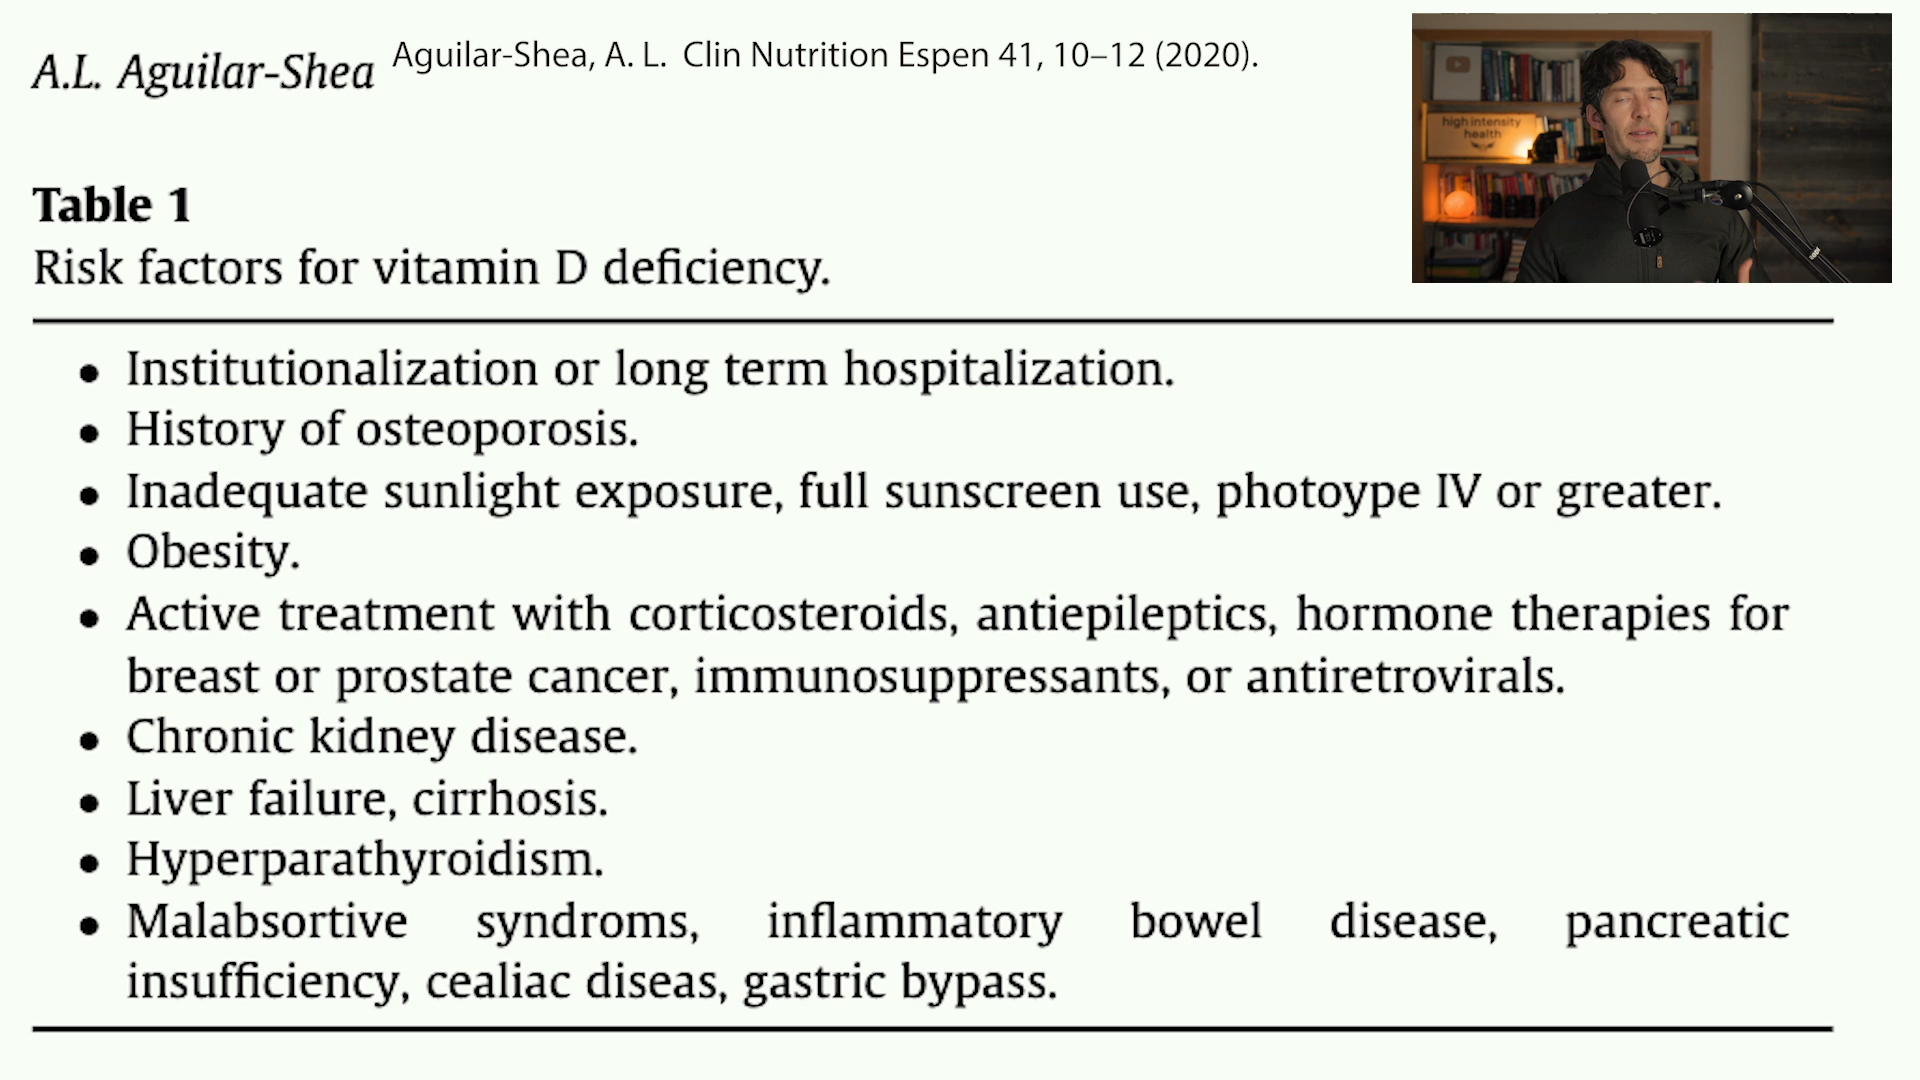 A.L. Aguilar-Shea
Aguilar-Shea, A. L. Clin Nutrition Espen 41, 10–12 (2020).
high intensity
health
Table 1
Risk factors for vitamin D deficiency.
• Institutionalization or long term hospitalization.
• History of osteoporosis.
• Inadequate sunlight exposure, full sunscreen use, photoype IV or greater.
• Obesity.
• Active treatment with corticosteroids, antiepileptics, hormone therapies for
breast or prostate cancer, immunosuppressants, or antiretrovirals.
• Chronic kidney disease.
• Liver failure, cirrhosis.
• Hyperparathyroidism.
• Malabsortive syndroms, inflammatory bowel disease, pancreatic
insufficiency, cealiac diseas, gastric bypass.